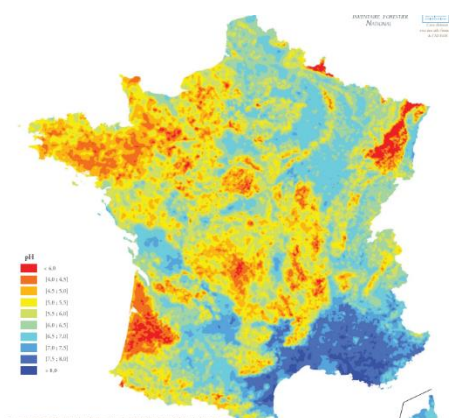 INVENTAIRE FORESTIER
NATIONAL
pH
< 4.0
[4.0 ; 4.5[
[4.5 ; 5.0[
[5.0 ; 5.5[
[5.5 ; 6.0[
[6.0 ; 6.5[
[6.5 ; 7.0[
[7.0 ; 7.5[
[7.5 ; 8.0[
> 8.0